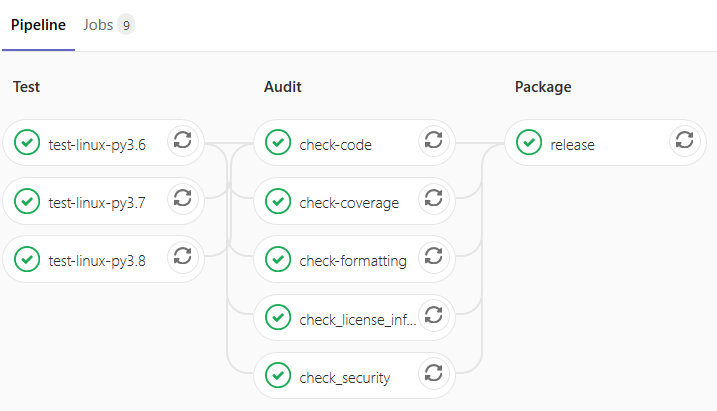 Pipeline Jobs 9
Test Audit Package
test-linux-py3.6 check-code release
test-linux-py3.7 check-coverage
test-linux-py3.8 check-formatting
check_license_inf...
check_security